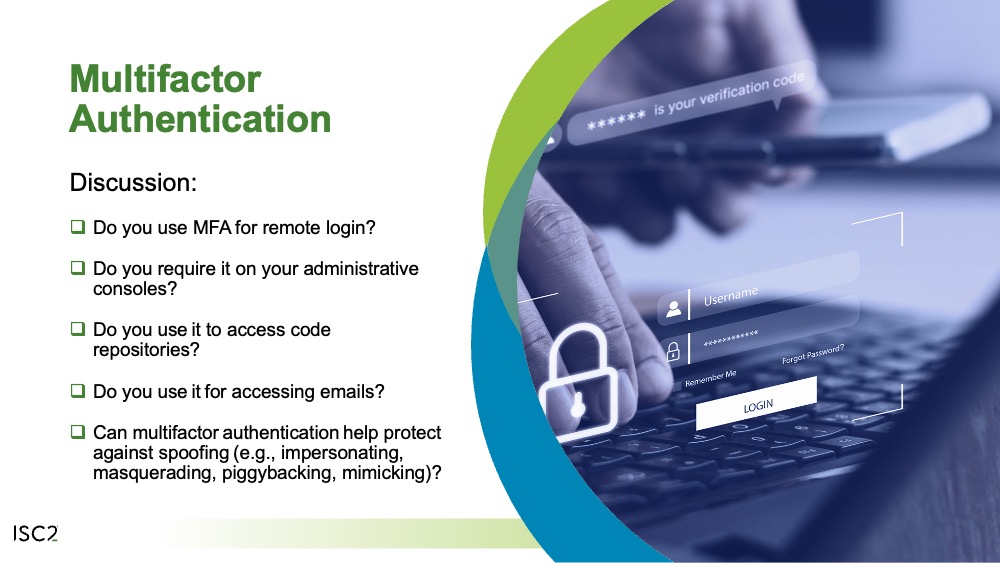 Multifactor
Authentication
Discussion:
❑ Do you use MFA for remote login?
❑ Do you require it on your administrative
consoles?
❑ Do you use it to access code
repositories?
❑ Do you use it for accessing emails?
❑ Can multifactor authentication help protect
against spoofing (e.g., impersonating,
masquerading, piggybacking, mimicking)?
ISC2
****** is your verification code
Username
************
Remember Me
Forgot Password?
LOGIN